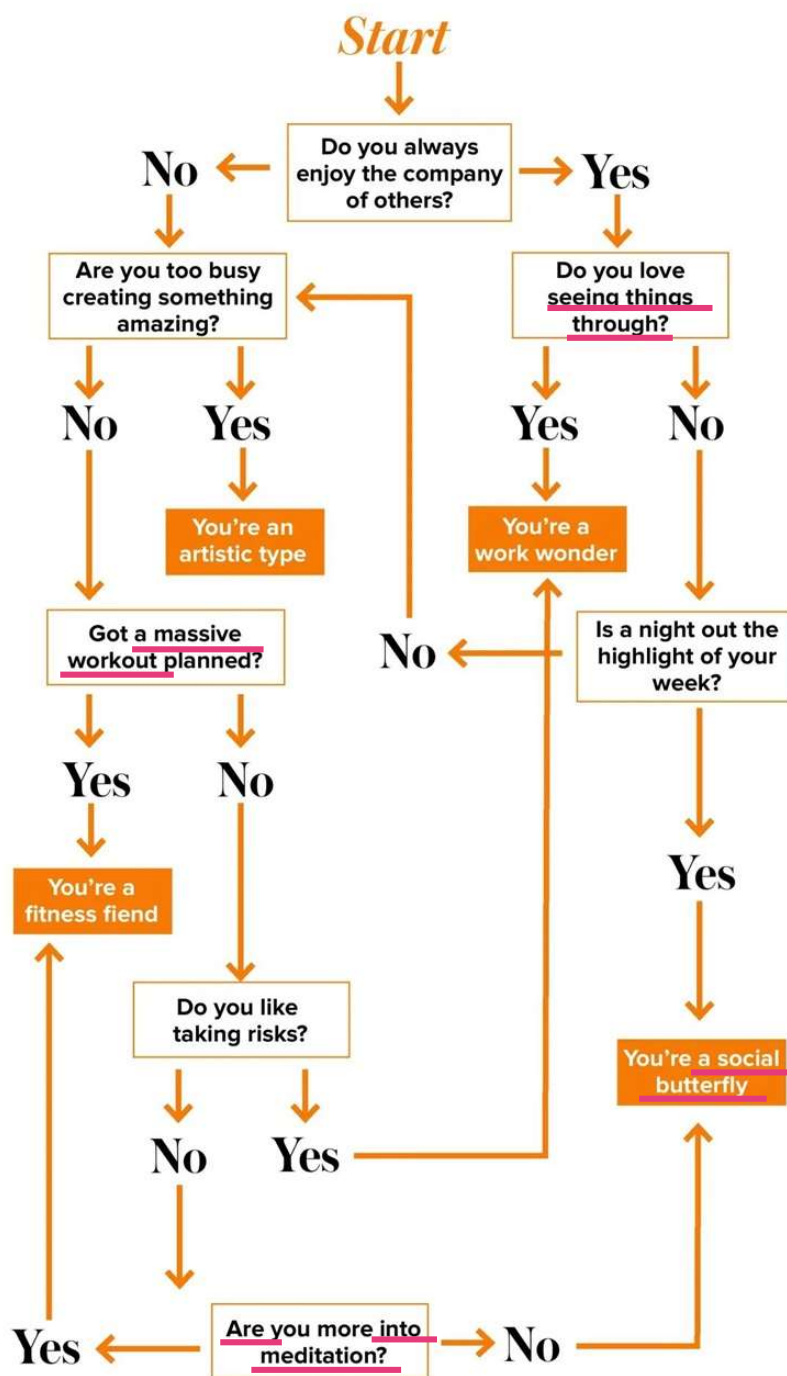 Start
Do you always
enjoy the company
of others?
No
Yes
Are you too busy
creating something
amazing?
Do you love
seeing things
through?
No
Yes
Yes
No
You're an
artistic type
You're a
work wonder
Got a massive
workout planned?
No
Is a night out the
highlight of your
week?
Yes
No
Yes
You're a
fitness fiend
Do you like
taking risks?
You're a social
butterfly
No
Yes
Yes
Are you more into
meditation?
No